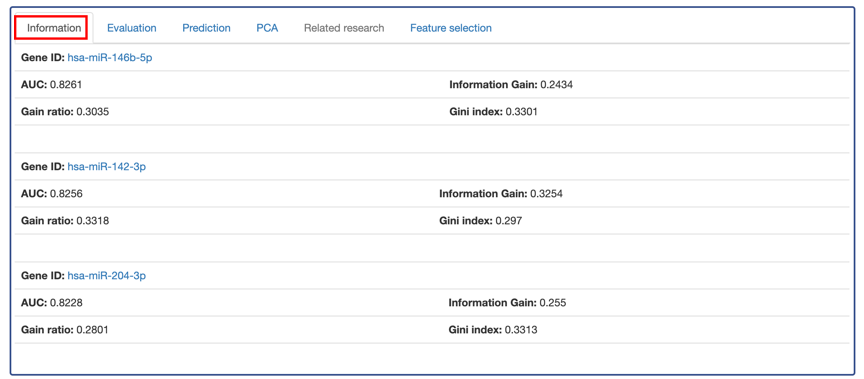 Information Evaluation Prediction PCA Related research Feature selection
Gene ID: hsa-miR-146b-5p
AUC: 0.8261 Information Gain: 0.2434
Gain ratio: 0.3035 Gini index: 0.3301
Gene ID: hsa-miR-142-3p
AUC: 0.8256 Information Gain: 0.3254
Gain ratio: 0.3318 Gini index: 0.297
Gene ID: hsa-miR-204-3p
AUC: 0.8228 Information Gain: 0.255
Gain ratio: 0.2801 Gini index: 0.3313